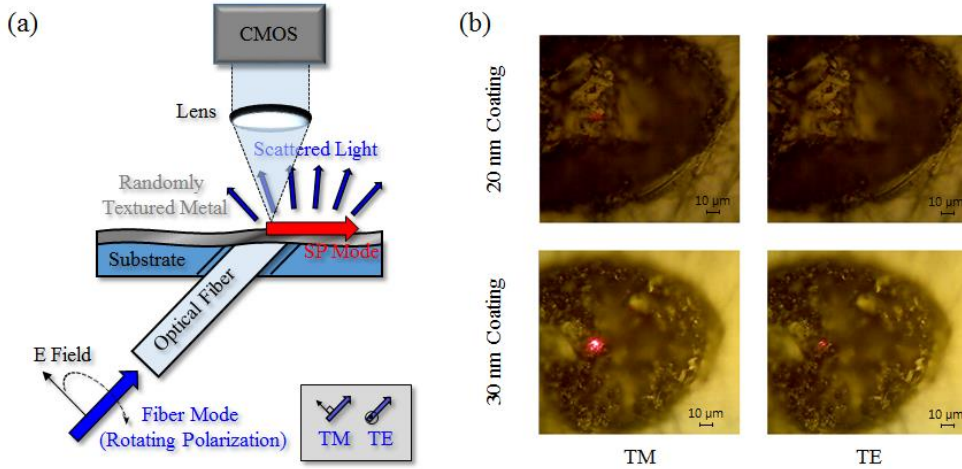 (a)
CMOS
Lens
Scattered Light
Randomly
Textured Metal
SP Mode
Substrate
Optical Fiber
E Field
Fiber Mode
(Rotating Polarization)
TM
TE
(b)
20 nm Coating
10 µm
10 µm
30 nm Coating
10 µm
10 µm
TM
TE